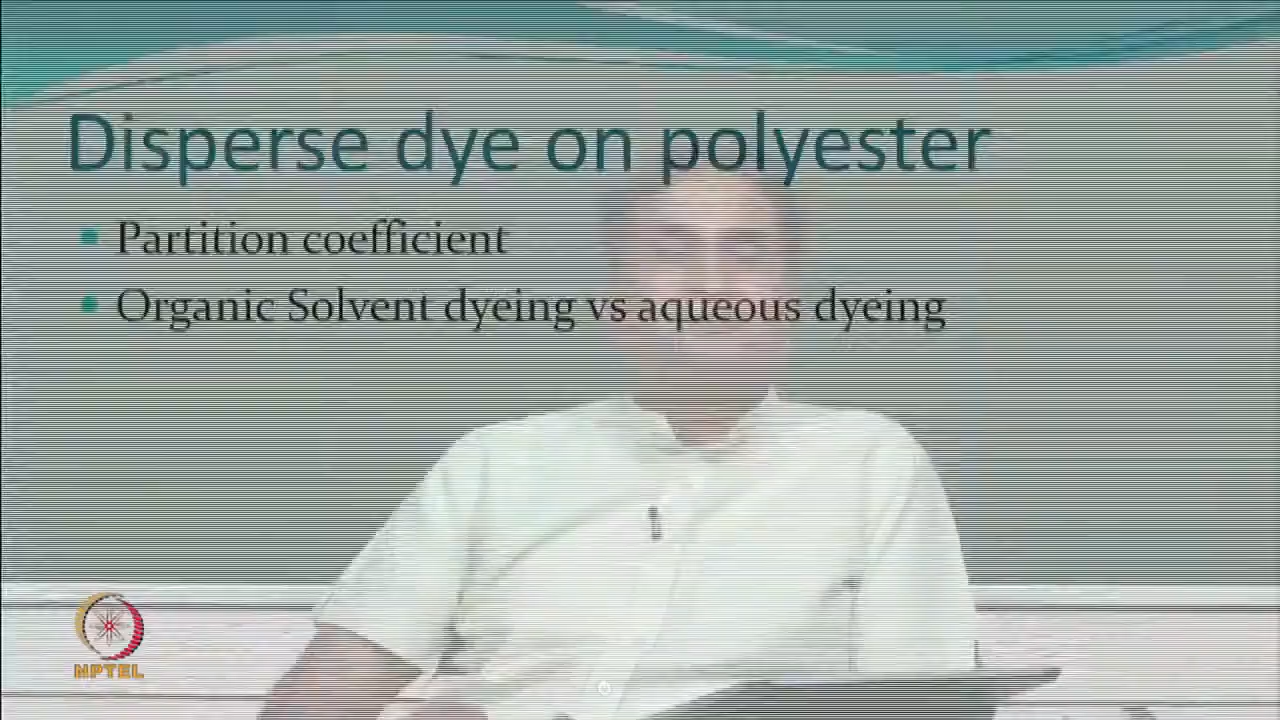 Disperse dye on polyester
Partition coefficient
Organic Solvent dyeing vs aqueous dyeing
NPTEL